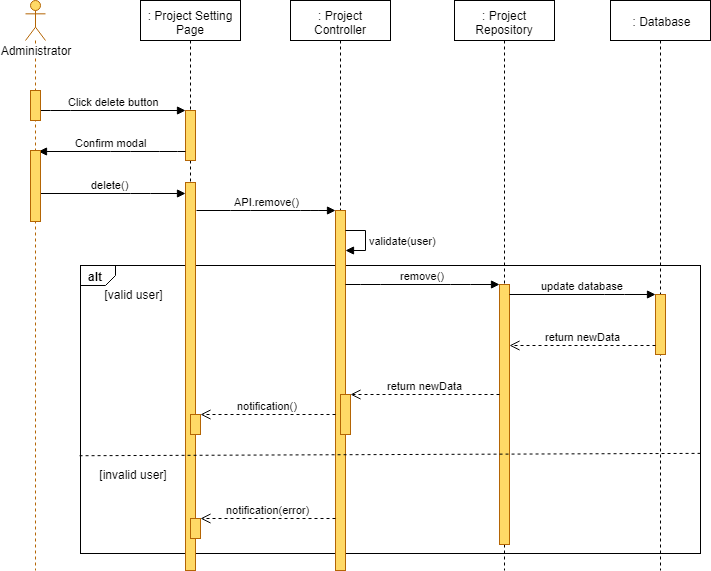 : Project Setting
Page
: Project
Controller
: Project
Repository
: Database
Administrator
Click delete button
Confirm modal
delete()
API.remove()
validate(user)
alt
[valid user]
remove()
update database
return newData
return newData
notification()
[invalid user]
notification(error)